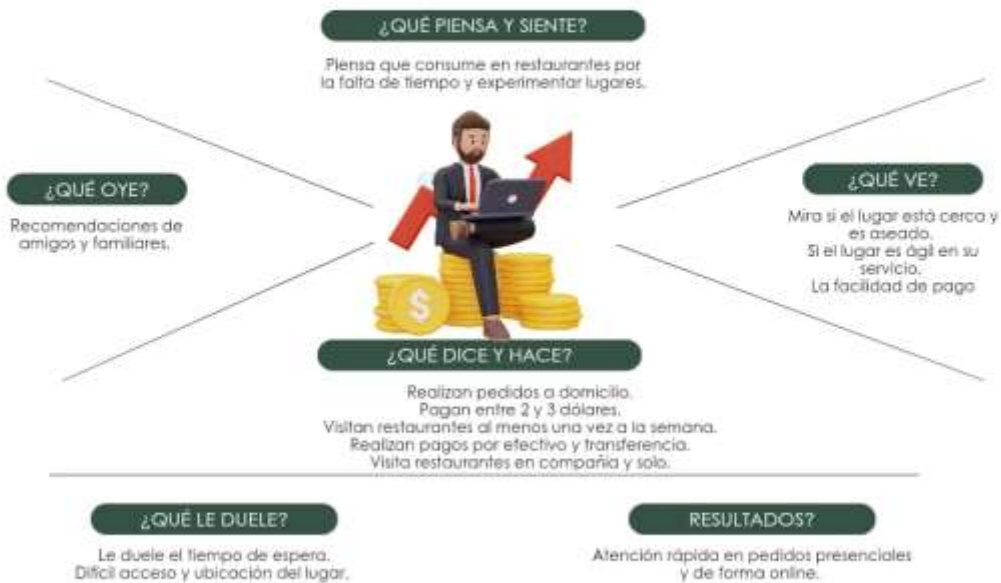 ¿QUÉ PIENSA Y SIENTE?
Piensa que consume en restaurantes por
la falta de tiempo y experimentar lugares.
¿QUÉ OYE?
Recomendaciones de
amigos y familiares.
¿QUÉ VE?
Mira si el lugar está cerca y
es aseado.
Si el lugar es ágil en su
servicio.
La facilidad de pago
$
¿QUÉ DICE Y HACE?
Realizan pedidos a domicilio.
Pagan entre 2 y 3 dólares.
Visitan restaurantes al menos una vez a la semana.
Realizan pagos por efectivo y transferencia.
Visita restaurantes en compañía y solo.
¿QUÉ LE DUELE?
Le duele el tiempo de espera.
Difícil acceso y ubicación del lugar.
RESULTADOS?
Atención rápida en pedidos presenciales
y de forma online.